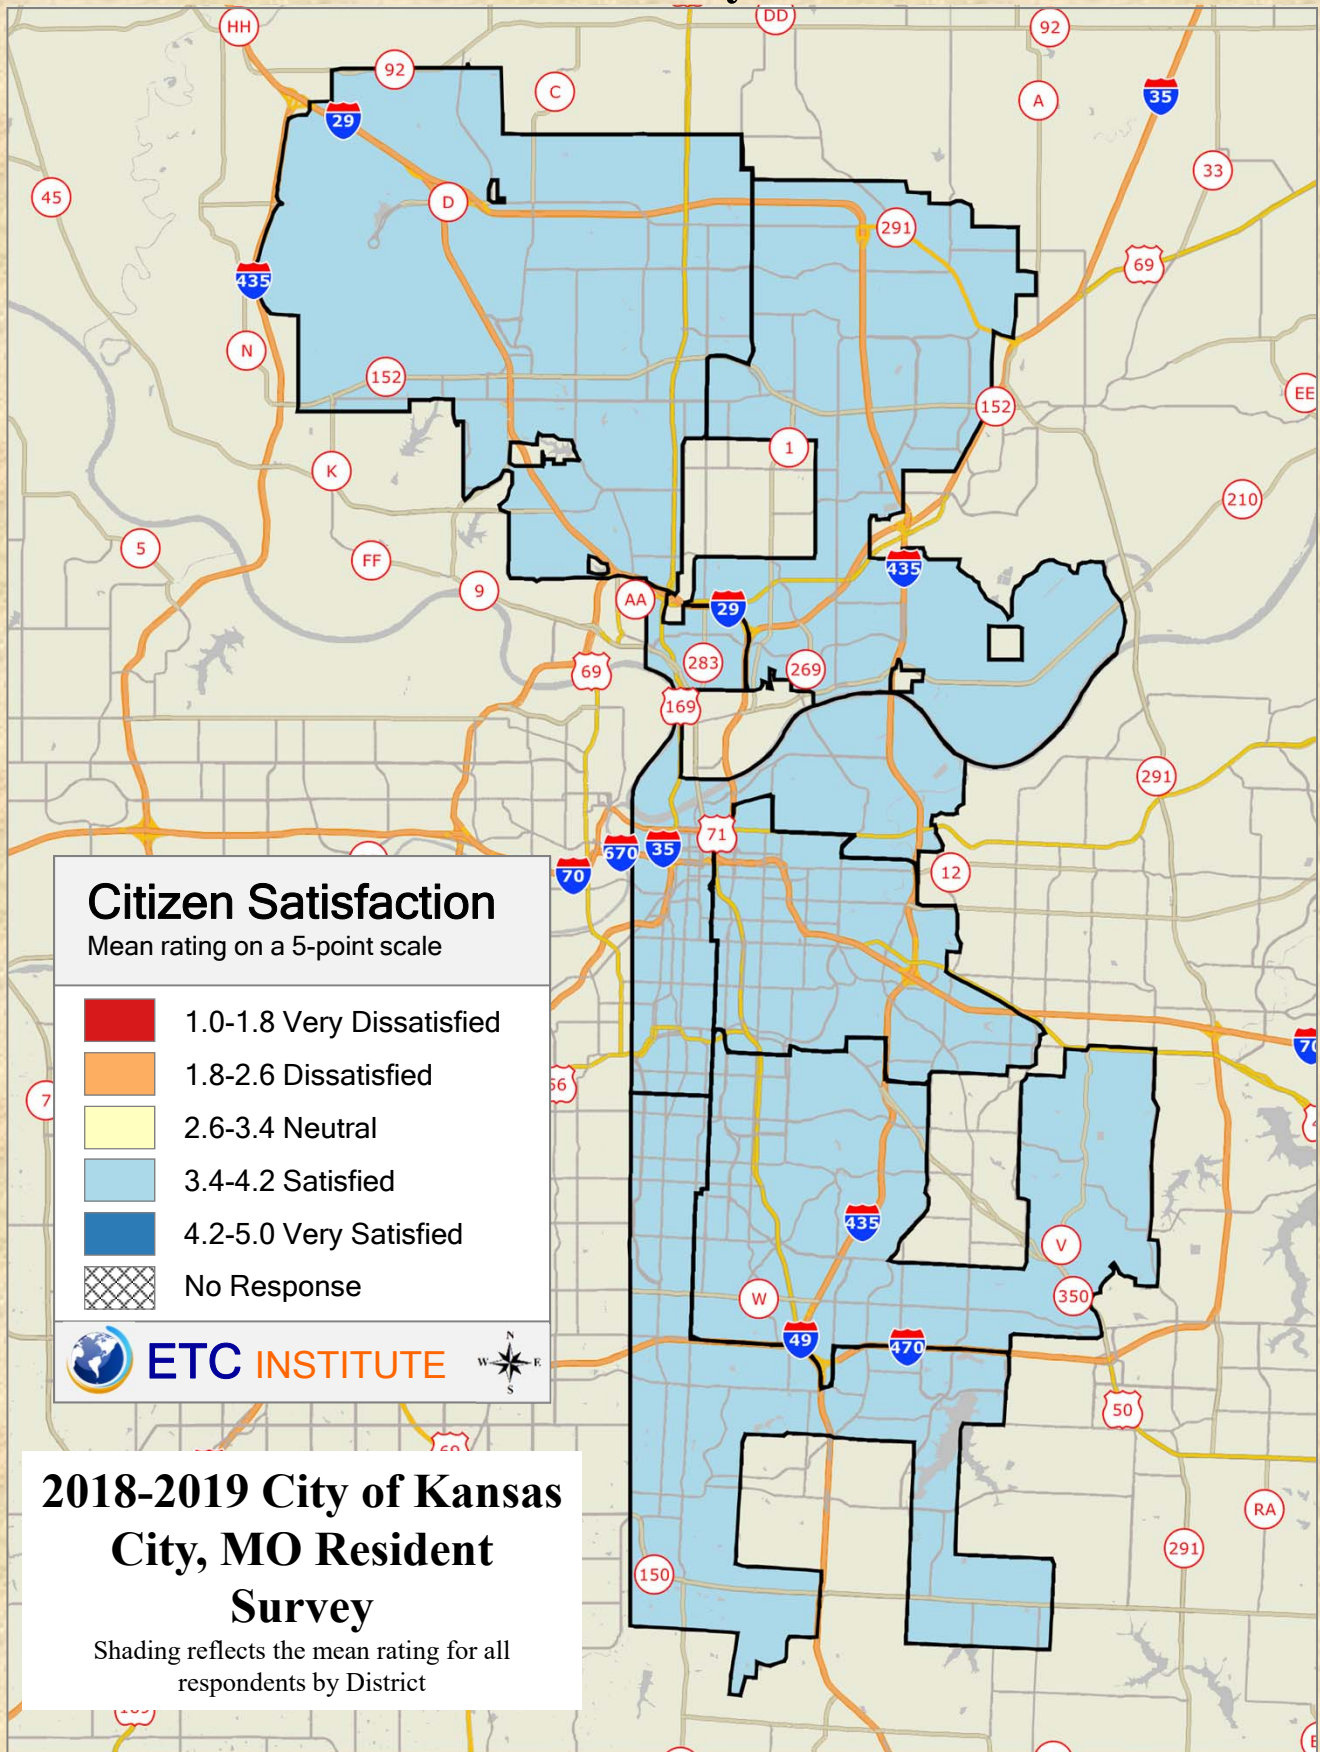 HH
DD
92
92
C
A
35
29
33
45
D
291
69
435
N
152
EE
152
1
K
210
5
FF
435
9
AA
29
283
269
69
169
291
71
670
35
70
12
Citizen Satisfaction
Mean rating on a 5-point scale
1.0-1.8 Very Dissatisfied
1.8-2.6 Dissatisfied
2.6-3.4 Neutral
3.4-4.2 Satisfied
4.2-5.0 Very Satisfied
No Response
N
W
E
S
ETC INSTITUTE
70
7
56
435
V
350
W
49
470
50
69
2018-2019 City of Kansas
City, MO Resident
Survey
Shading reflects the mean rating for all
respondents by District
RA
291
150